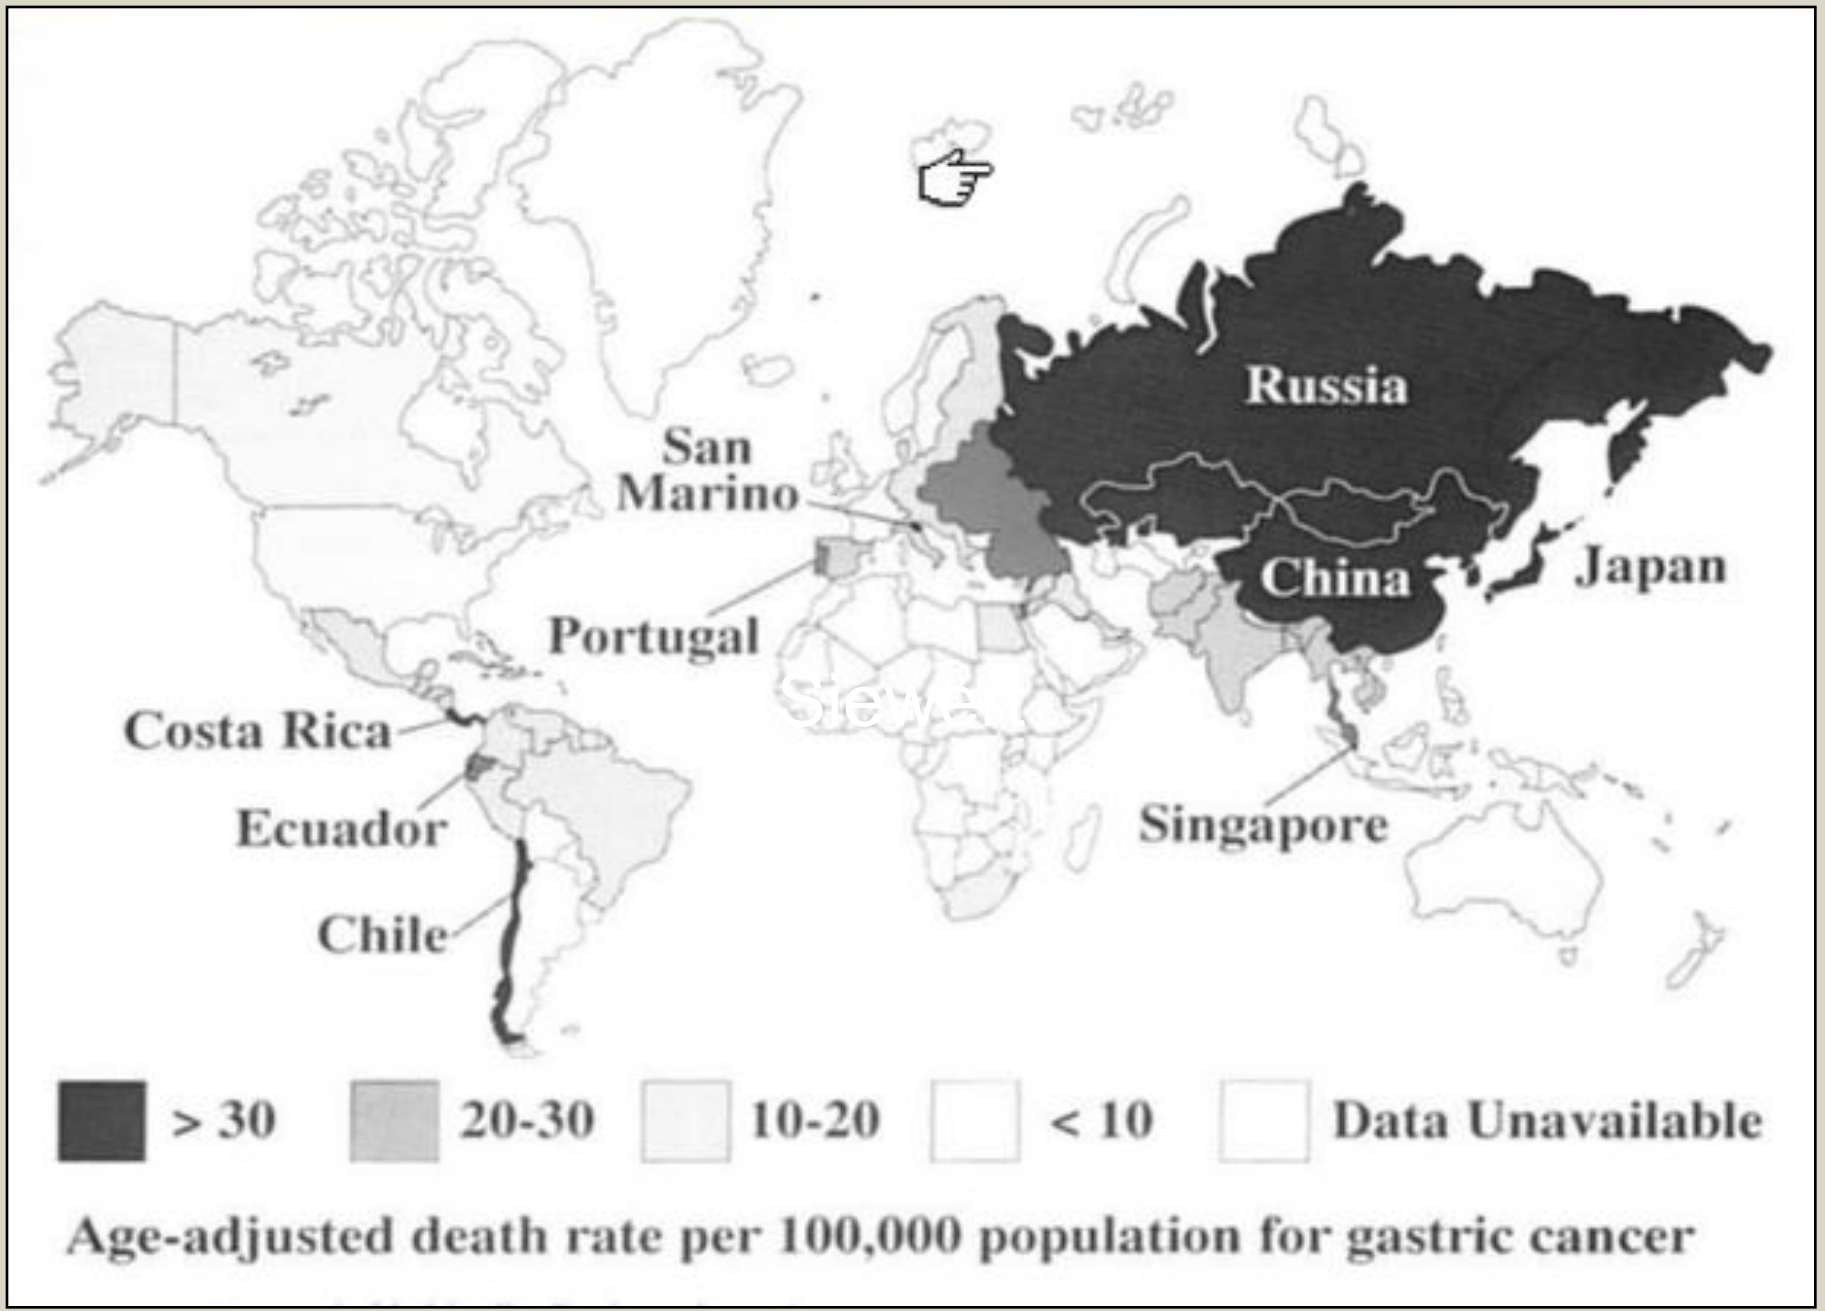 Russia
San
Marino
China
Japan
Portugal
Siewert
Costa Rica
Ecuador
Singapore
Chile
> 30
20-30
10-20
< 10
Data Unavailable
Age-adjusted death rate per 100,000 population for gastric cancer